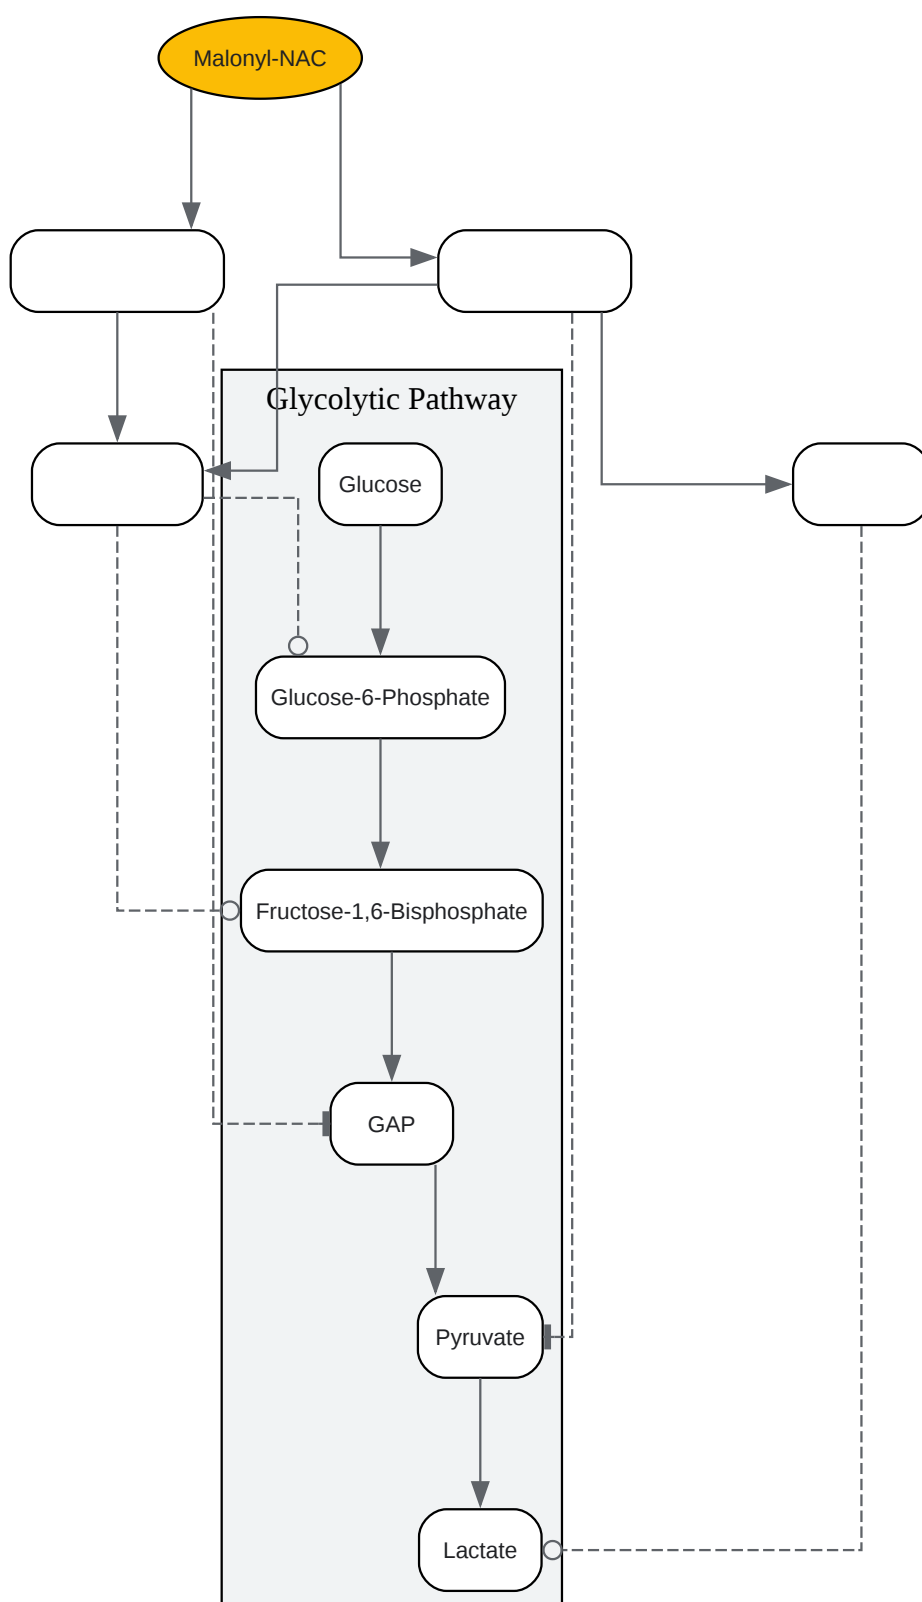 Malonyl-NAC
Glycolytic Pathway
Glucose
Glucose-6-Phosphate
Fructose-1,6-Bisphosphate
GAP
Pyruvate
Lactate